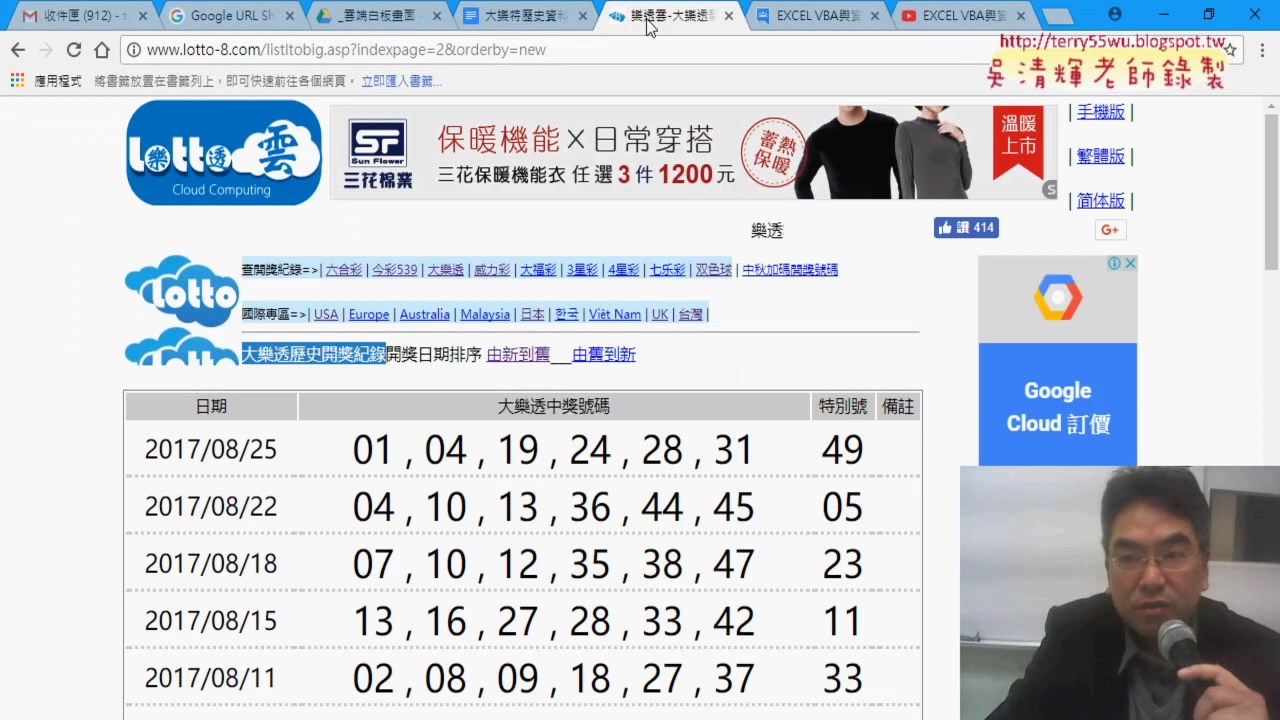 收件匣 (912) - t
Google URL Sh
_雲端白板畫面 -
大樂特歷史資料
樂透雲-大樂透
EXCEL VBA與
EXCEL VBA與
www.lotto-8.com/listltobig.asp?indexpage=2&orderby=new
http://terry55wu.blogspot.tw
吳清輝老師錄製
應用程式 將書籤放置在書籤列上，即可快速前往各個網頁。 立即匯入書籤...
lotto 樂透 雲
Cloud Computing
SF
Sun Flower
三花棉業
保暖機能×日常穿搭
三花保暖機能衣 任選3件1200元
蓄熱
保暖
溫暖
上市
| 手機版 |
| 繁體版 |
| 简体版 |
樂透
讚 414
G+
lotto
查開獎紀錄=>| 六合彩 | 今彩539 | 大樂透 | 威力彩 | 大福彩 | 3星彩 | 4星彩 | 七乐彩 | 双色球 | 中秋加碼開獎號碼
國際專區=>| USA | Europe | Australia | Malaysia | 日本 | 한국 | Việt Nam | UK | 台灣 |
大樂透歷史開獎紀錄開獎日期排序 由新到舊 由舊到新
日期 大樂透中獎號碼 特別號 備註
2017/08/25 01 , 04 , 19 , 24 , 28 , 31 49
2017/08/22 04 , 10 , 13 , 36 , 44 , 45 05
2017/08/18 07 , 10 , 12 , 35 , 38 , 47 23
2017/08/15 13 , 16 , 27 , 28 , 33 , 42 11
2017/08/11 02 , 08 , 09 , 18 , 27 , 37 33
Google
Cloud 訂價